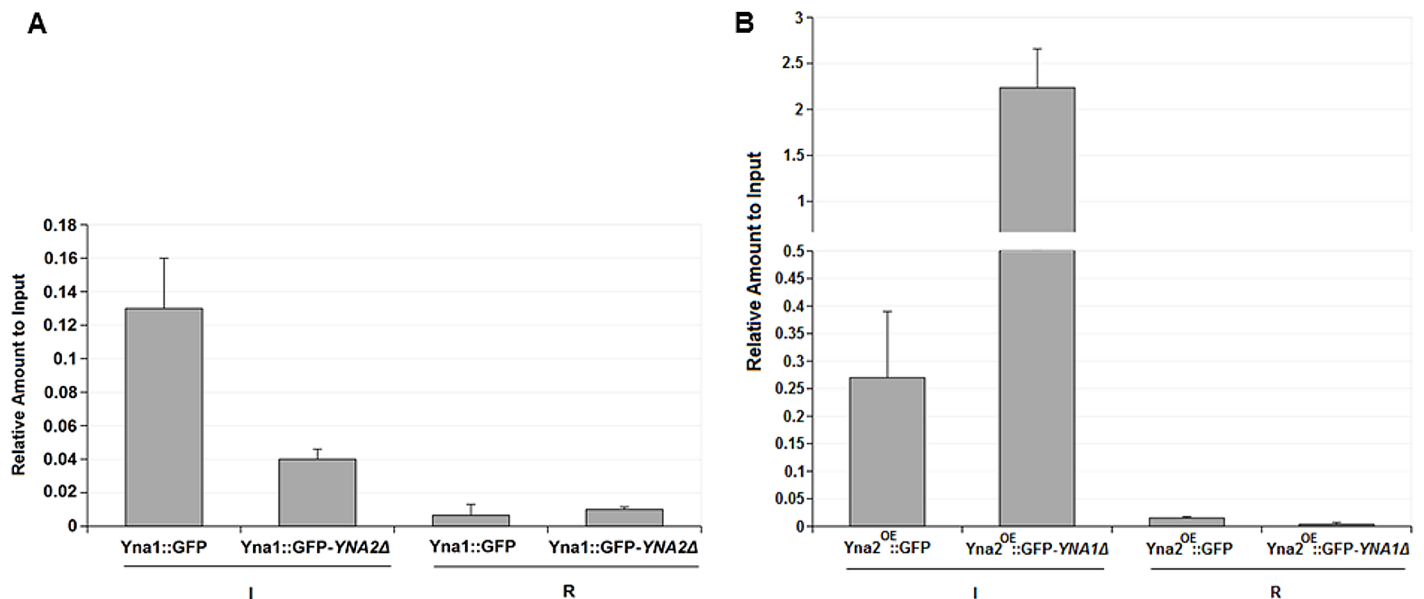 A
Relative Amount to Input
0.18
0.16
0.14
0.12
0.1
0.08
0.06
0.04
0.02
0
Yna1::GFP
Yna1::GFP-YNA2Δ
Yna1::GFP
Yna1::GFP-YNA2Δ
I
R
B
Relative Amount to Input
3
2.5
2
1.5
1
0.5
0.45
0.4
0.35
0.3
0.25
0.2
0.15
0.1
0.05
0
Yna2OE::GFP
Yna2OE::GFP-YNA1Δ
Yna2OE::GFP
Yna2OE::GFP-YNA1Δ
I
R